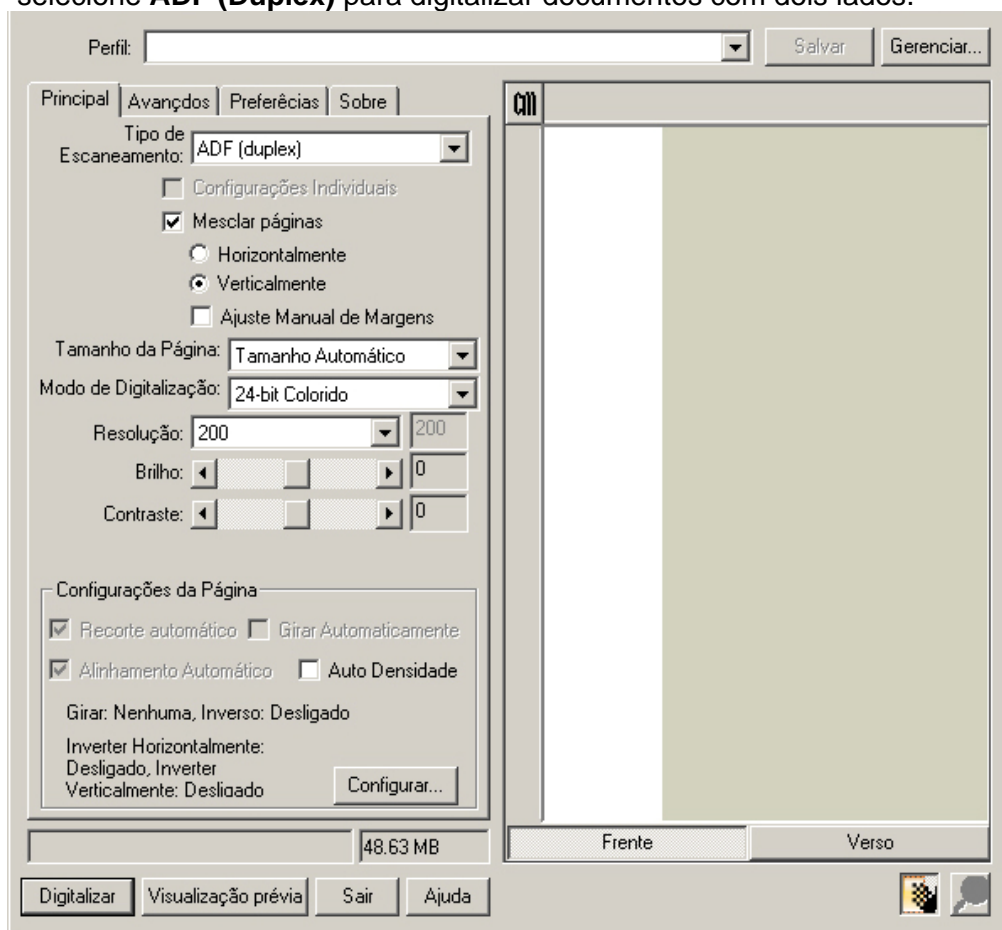 selecione ADF (Duplex) para digitalizar documentos com dois lados.
Perfil: Salvar Gerenciar...
Principal Avançdos Preferêcias Sobre
Tipo de
Escaneamento: ADF (duplex)
Configurações Individuais
Mesclar páginas
Horizontalmente
Verticalmente
Ajuste Manual de Margens
Tamanho da Página: Tamanho Automático
Modo de Digitalização: 24-bit Colorido
Resolução: 200 200
Brilho: 0
Contraste: 0
Configurações da Página
Recorte automático Girar Automaticamente
Alinhamento Automático Auto Densidade
Girar: Nenhuma, Inverso: Desligado
Inverter Horizontalmente:
Desligado, Inverter
Verticalmente: Desligado
Configurar...
48.63 MB
Digitalizar Visualização prévia Sair Ajuda
cm
Frente Verso